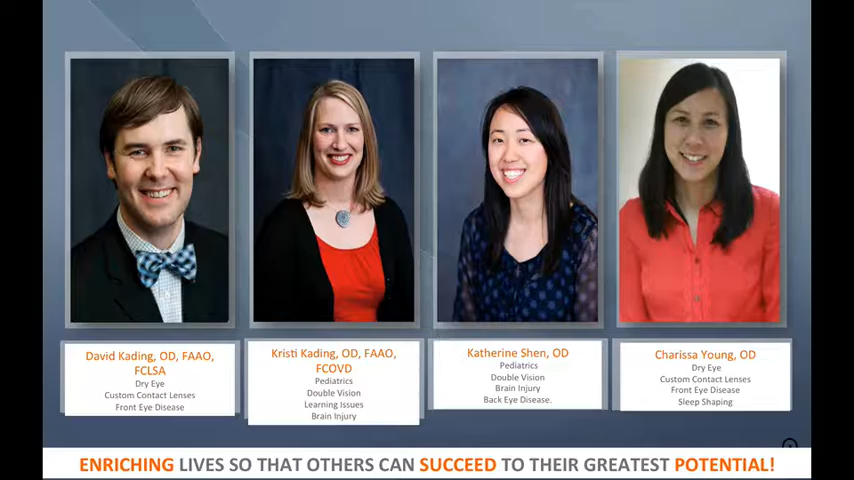 David Kading, OD, FAAO,
FCLSA
Dry Eye
Custom Contact Lenses
Front Eye Disease
Kristi Kading, OD, FAAO,
FCOVD
Pediatrics
Double Vision
Learning Issues
Brain Injury
Katherine Shen, OD
Pediatrics
Double Vision
Brain Injury
Back Eye Disease.
Charissa Young, OD
Dry Eye
Custom Contact Lenses
Front Eye Disease
Sleep Shaping
ENRICHING LIVES SO THAT OTHERS CAN SUCCEED TO THEIR GREATEST POTENTIAL!